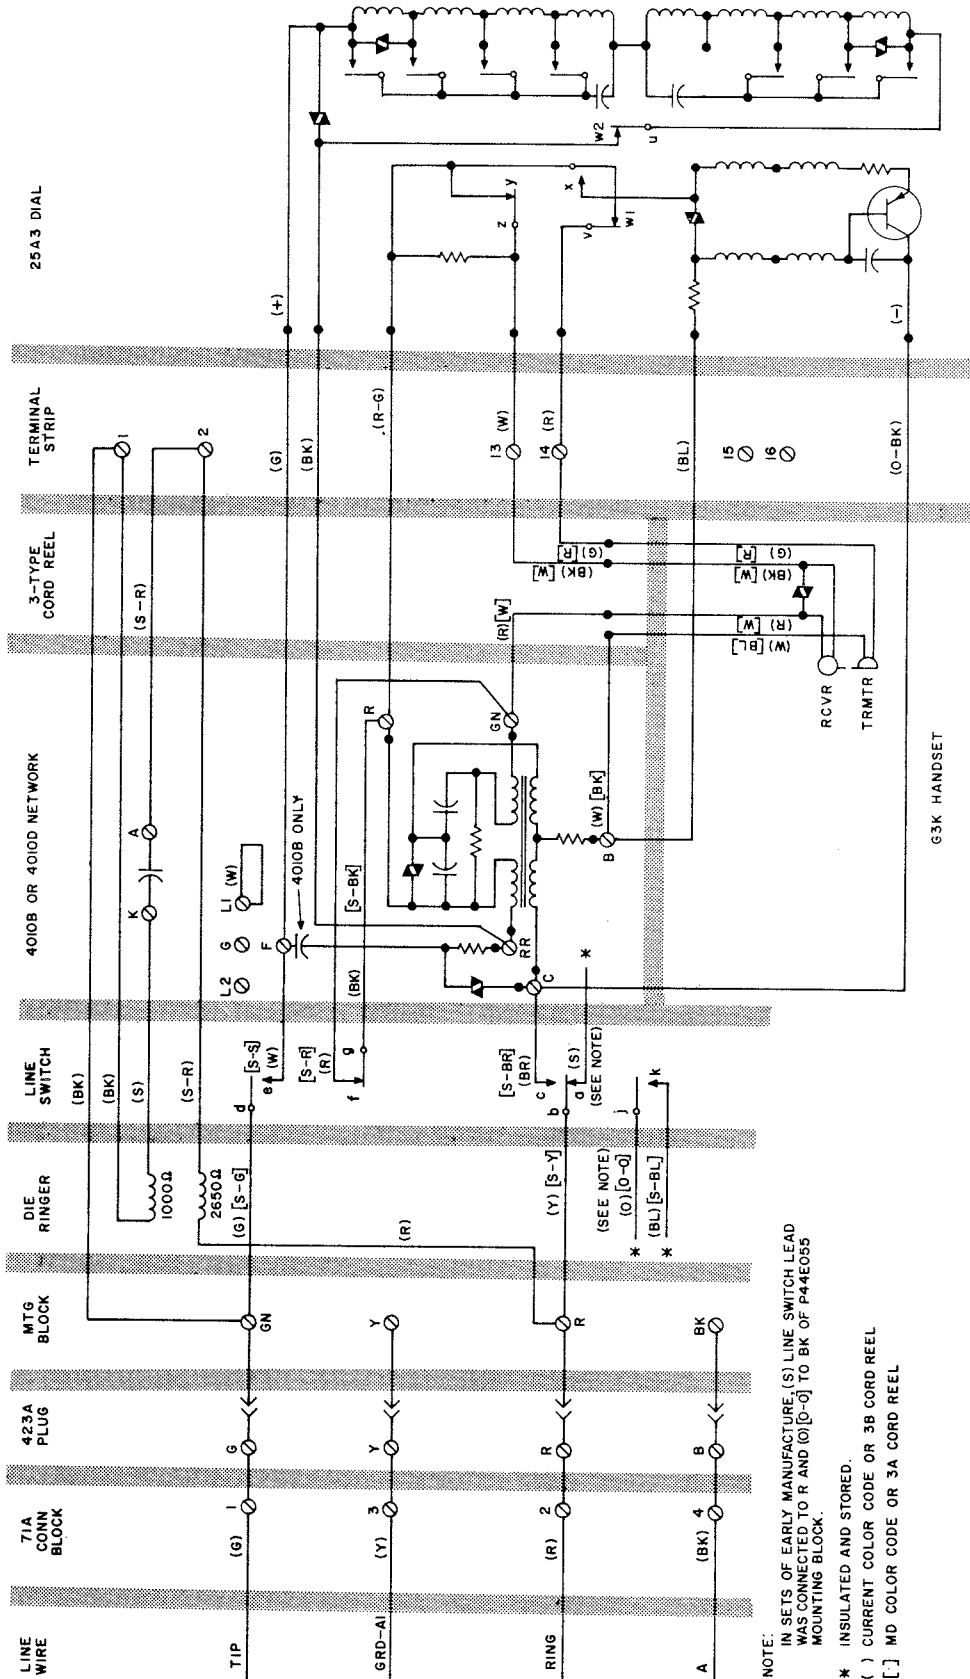 LINE
WIRE
71A
CONN
BLOCK
423A
PLUG
MTG
BLOCK
DIE
RINGER
LINE
SWITCH
4010B OR 4010D NETWORK
3-TYPE
CORD REEL
TERMINAL
STRIP
25A3 DIAL
(BK)
(BK)
1
(S)
1000Ω
K
A
(S-R)
2
(S-R)
2650Ω
(R)
L2
G
L1
(W)
TIP
(G)
1
G
GN
(G) [S-G]
d
[S-S]
e
(W)
F
4010B ONLY
(G)
(+)
(BK)
[S-R]
(R)
f
g
(BK)
[S-BK]
R
(R-G)
GRD-A1
(Y)
3
Y
Y
RR
GN
(R)[W]
(BK) [W]
(G) [R]
13
(W)
14
(R)
z
y
v
w1
x
w2
u
RING
(R)
2
R
R
(Y) [S-Y]
b
c
[S-BR]
(BR)
C
a
(S)
(SEE NOTE)
*
B
(W) [BK]
(BL)
(SEE NOTE)
(O) [O-O]
*
j
(BL) [S-BL]
*
k
A
(BK)
4
B
BK
(W) [BL]
(R) [W]
(BK) [W]
(G) [R]
RCVR
TRMTR
15
16
(O-BK)
(-)
G3K HANDSET
NOTE:
IN SETS OF EARLY MANUFACTURE, (S) LINE SWITCH LEAD
WAS CONNECTED TO R AND (O)[O-O] TO BK OF P44E055
MOUNTING BLOCK.
* INSULATED AND STORED.
( ) CURRENT COLOR CODE OR 3B CORD REEL
[ ] MD COLOR CODE OR 3A CORD REEL